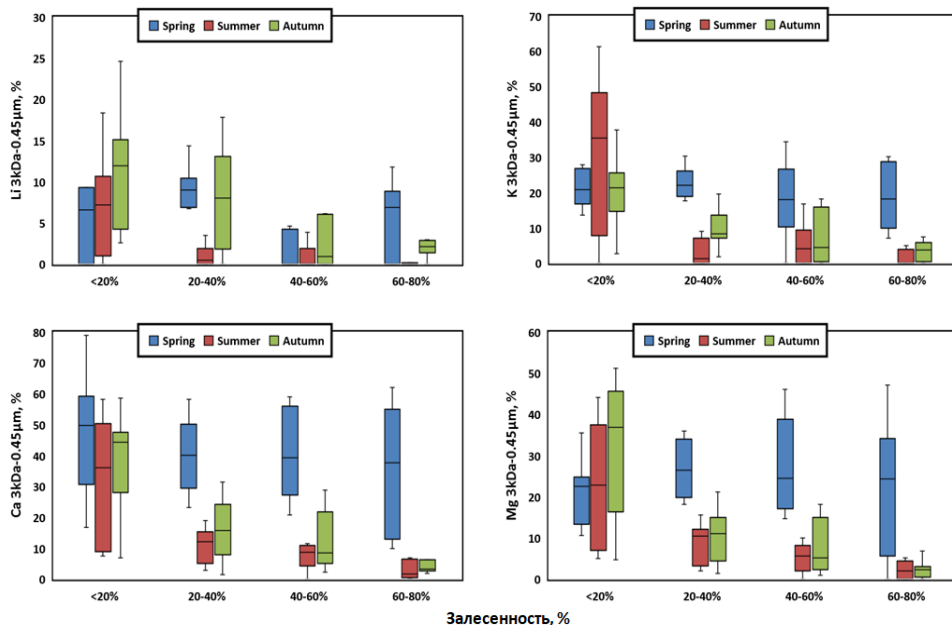 Li 3kDa-0.45µm, %
30
25
20
15
10
5
0
Spring Summer Autumn
<20% 20-40% 40-60% 60-80%
K 3kDa-0.45µm, %
70
60
50
40
30
20
10
0
Spring Summer Autumn
<20% 20-40% 40-60% 60-80%
Ca 3kDa-0.45µm, %
80
70
60
50
40
30
20
10
0
Spring Summer Autumn
<20% 20-40% 40-60% 60-80%
Mg 3kDa-0.45µm, %
60
50
40
30
20
10
0
Spring Summer Autumn
<20% 20-40% 40-60% 60-80%
Залесенность, %